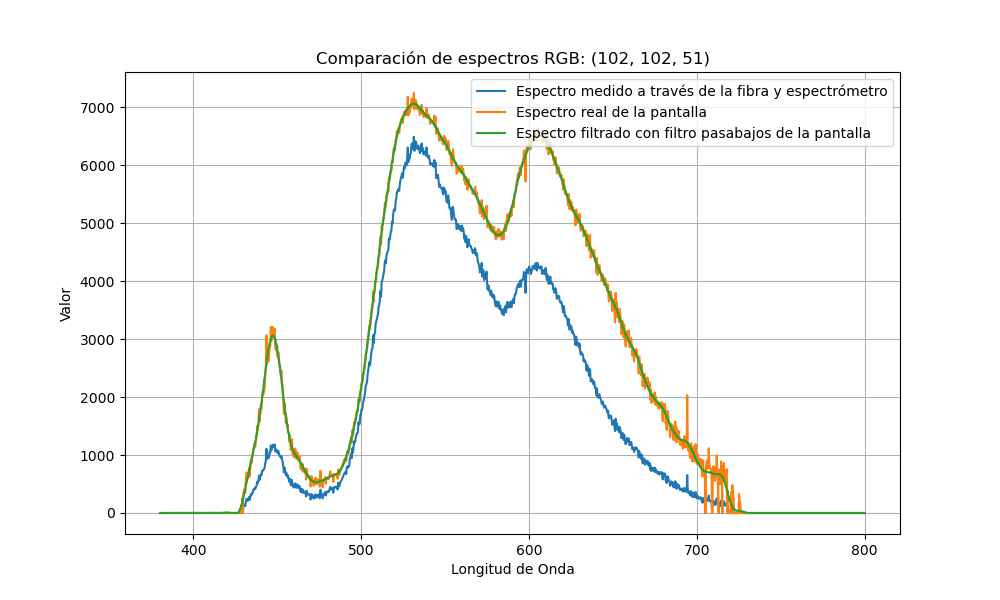 Comparación de espectros RGB: (102, 102, 51)
Espectro medido a través de la fibra y espectrómetro
Espectro real de la pantalla
Espectro filtrado con filtro pasabajos de la pantalla
Valor
7000
6000
5000
4000
3000
2000
1000
0
400
500
600
700
800
Longitud de Onda